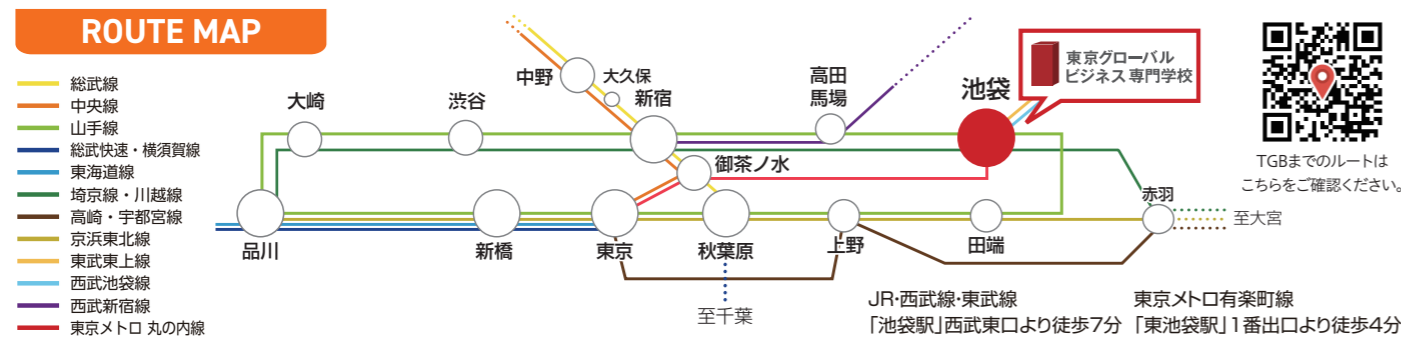 ROUTE MAP
総武線
中央線
山手線
総武快速・横須賀線
東海道線
埼京線・川越線
高崎・宇都宮線
京浜東北線
東武東上線
西武池袋線
西武新宿線
東京メトロ 丸の内線
中野
大久保
新宿
大崎
渋谷
高田
馬場
池袋
東京グローバル
ビジネス専門学校
御茶ノ水
赤羽
至大宮
品川
新橋
東京
秋葉原
上野
田端
至千葉
TGBまでのルートは
こちらをご確認ください。
JR・西武線・東武線
「池袋駅」西武東口より徒歩7分
東京メトロ有楽町線
「東池袋駅」1番出口より徒歩4分